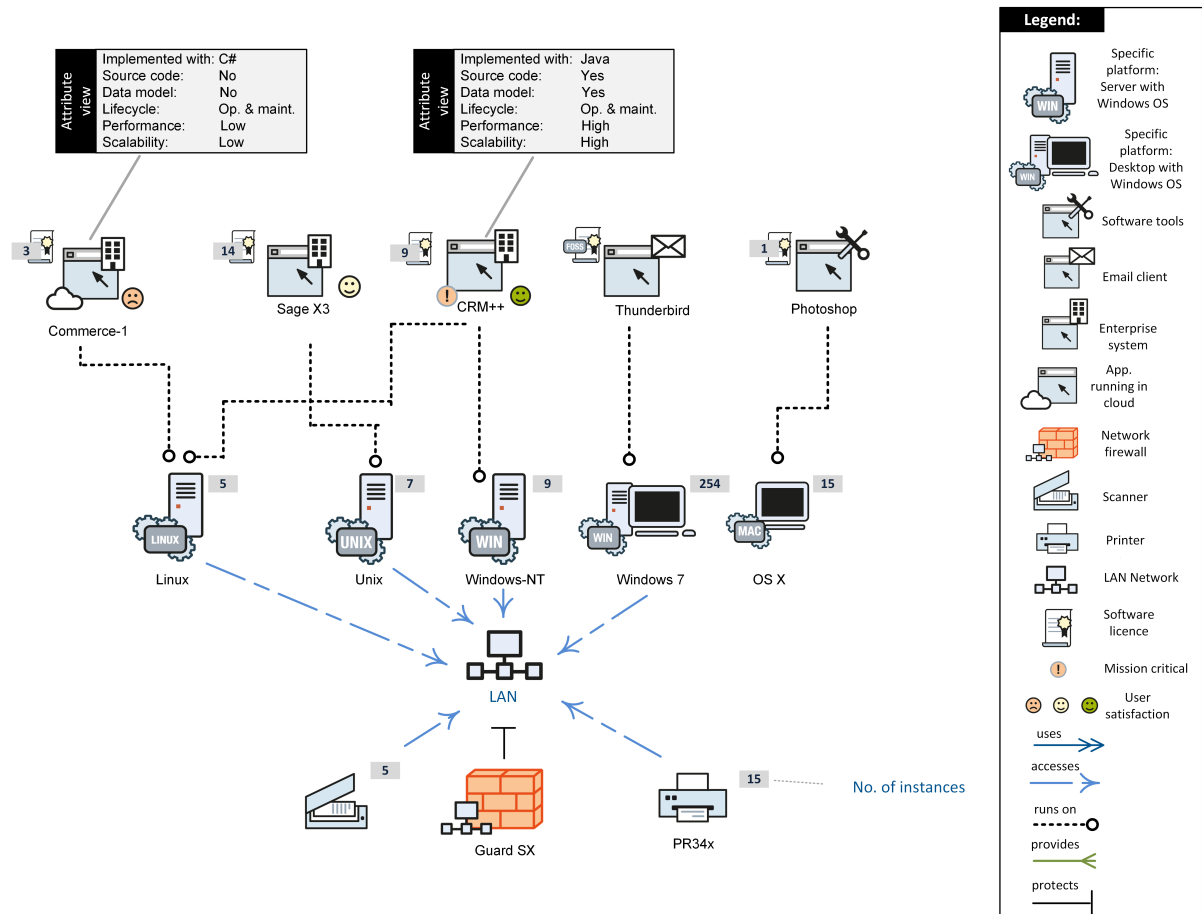 Legend:
Attribute view
Implemented with: C#
Source code: No
Data model: No
Lifecycle: Op. & maint.
Performance: Low
Scalability: Low
Attribute view
Implemented with: Java
Source code: Yes
Data model: Yes
Lifecycle: Op. & maint.
Performance: High
Scalability: High
3
14
9
FOSS
1
!
Commerce-1
Sage X3
CRM++
Thunderbird
Photoshop
5
7
9
254
15
LINUX
UNIX
WIN
WIN
MAC
Linux
Unix
Windows-NT
Windows 7
OS X
LAN
5
15
No. of instances
Guard SX
PR34x
WIN
Specific
platform:
Server with
Windows OS
WIN
Specific
platform:
Desktop with
Windows OS
Software tools
Email client
Enterprise
system
App.
running in
cloud
Network
firewall
Scanner
Printer
LAN Network
Software
licence
!
Mission critical
User
satisfaction
uses
accesses
runs on
provides
protects